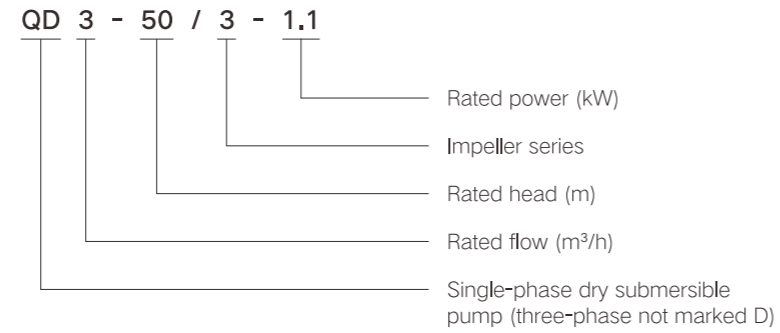 QD 3 - 50 / 3 - 1.1
Rated power (kW)
Impeller series
Rated head (m)
Rated flow (m³/h)
Single-phase dry submersible
pump (three-phase not marked D)